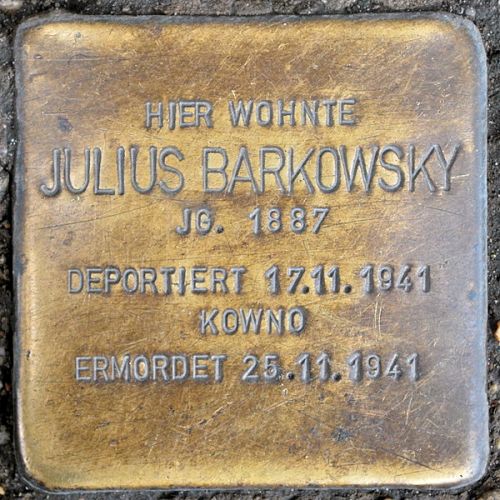 HIER WOHNTE
JULIUS BARKOWSKY
JG. 1887
DEPORTIERT 17.11.1941
KOWNO
ERMORDET 25.11.1941